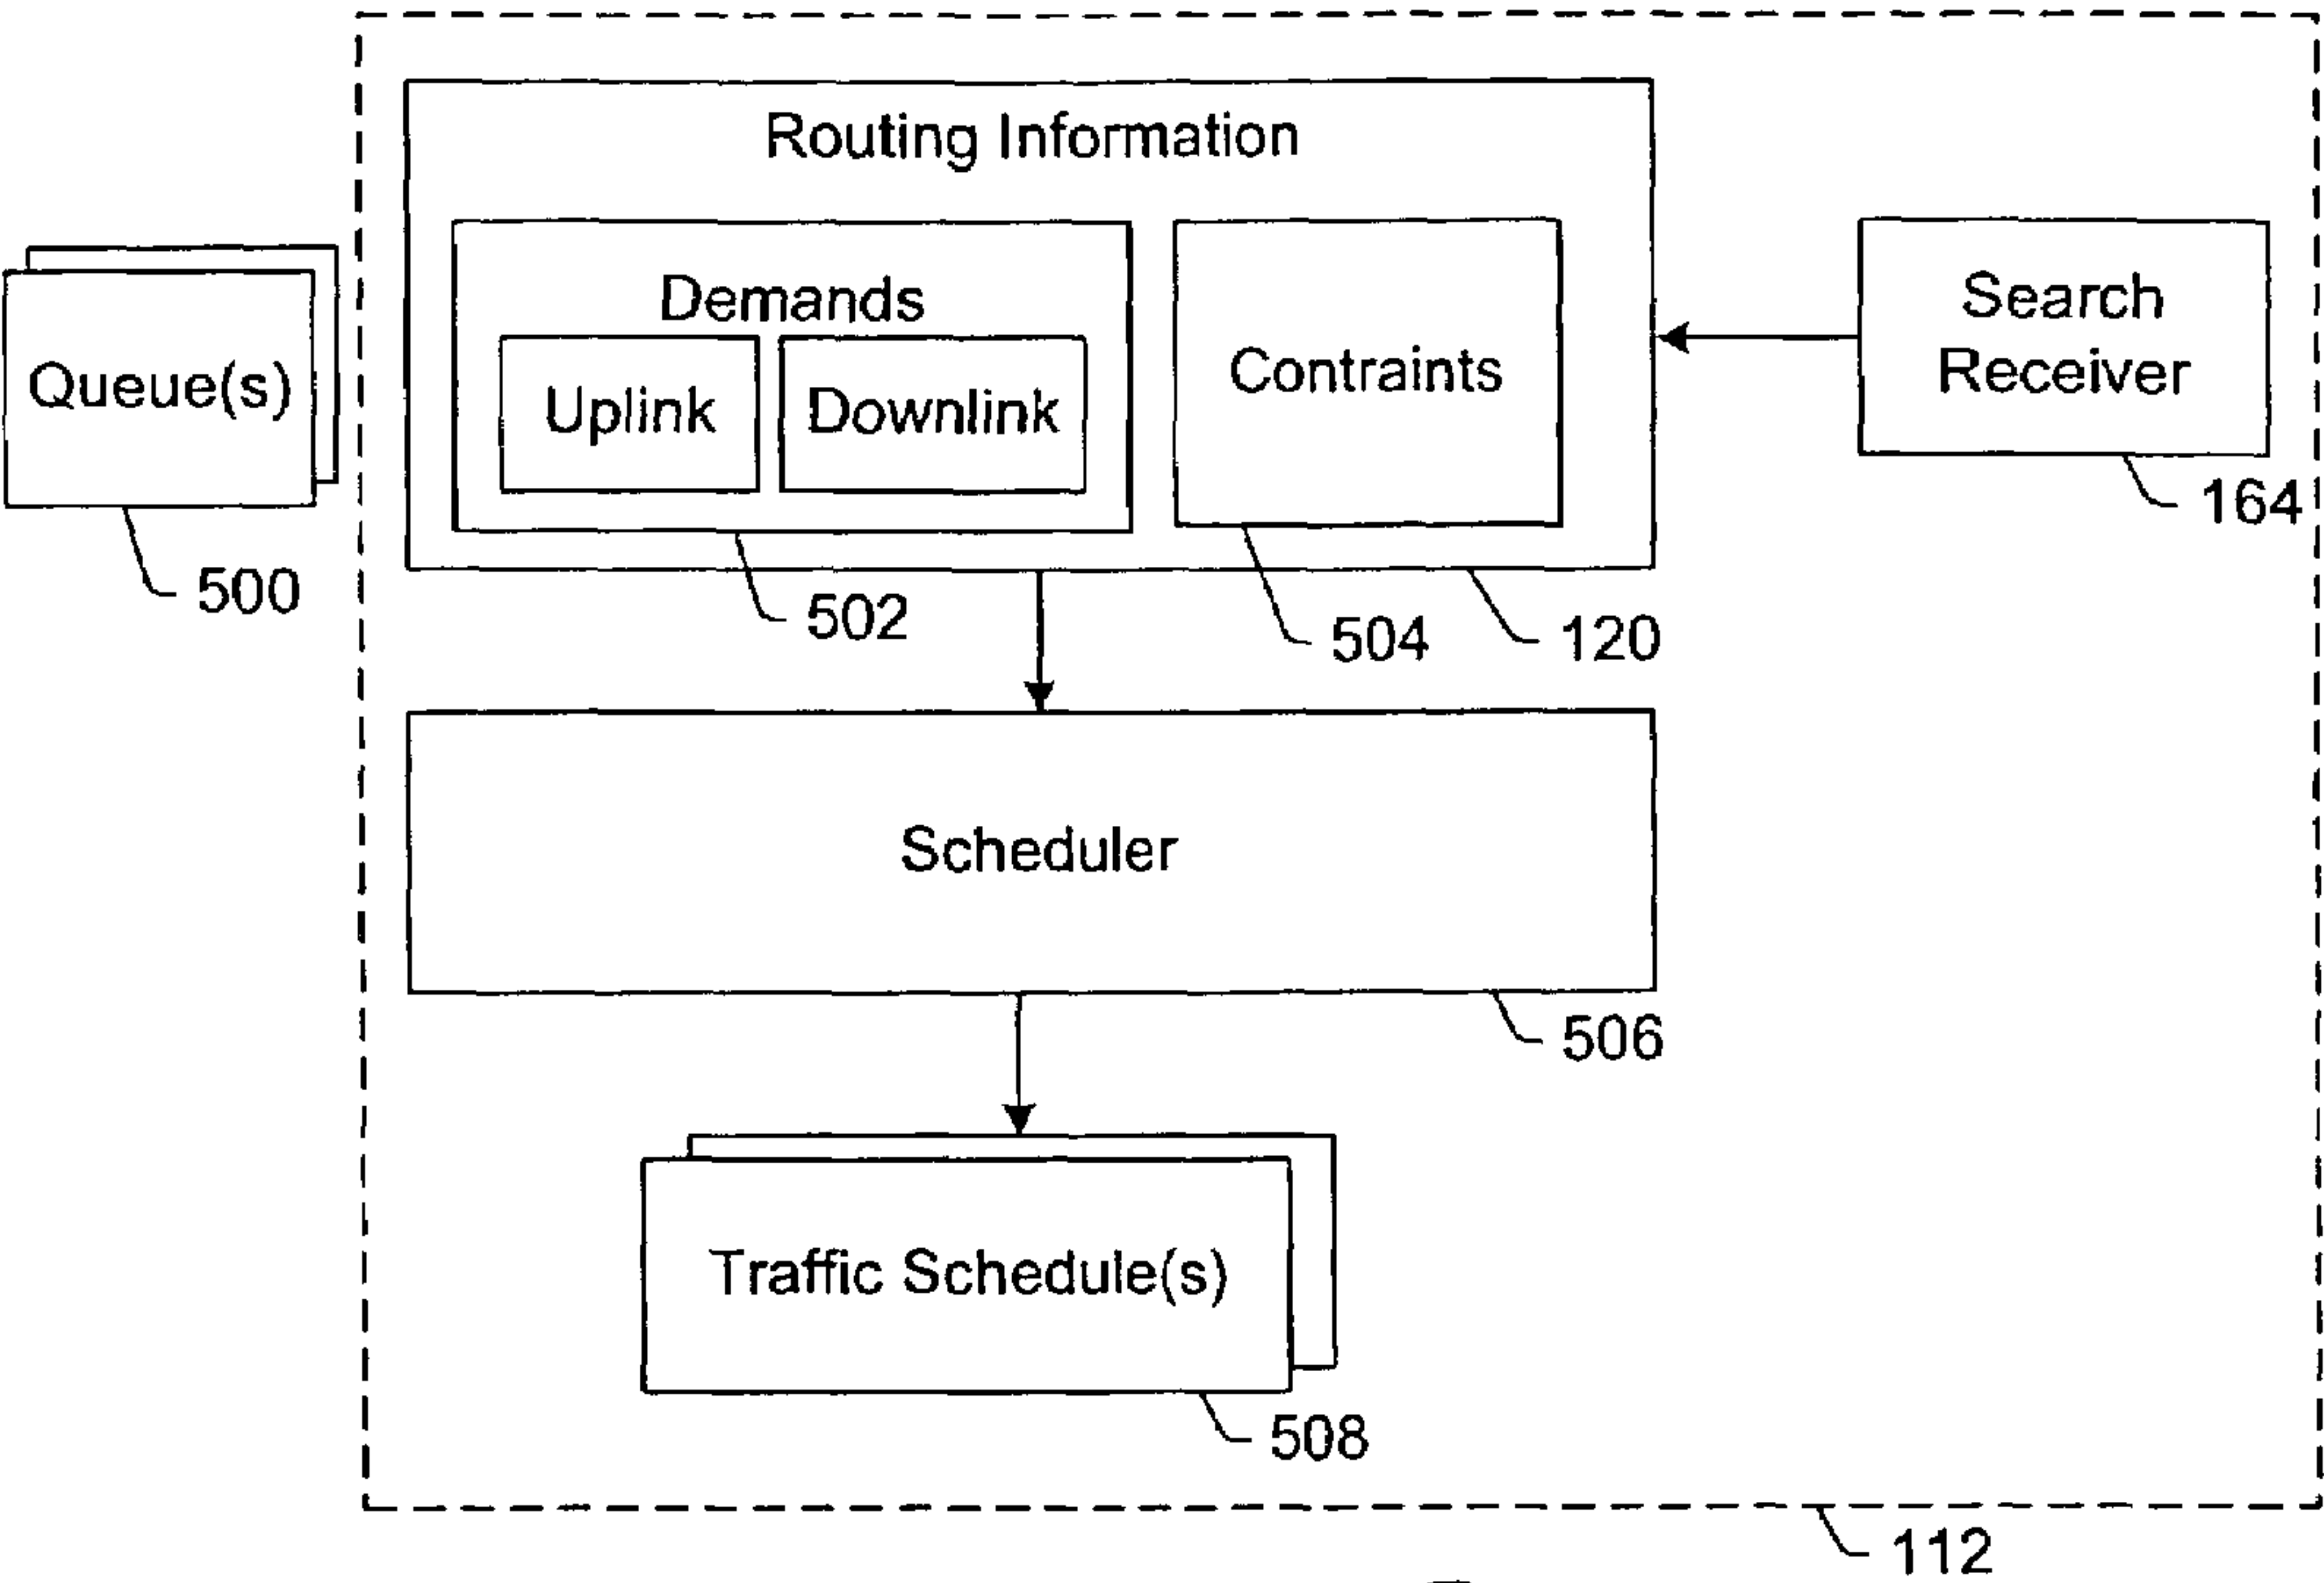 Routing Information
Queue(s)
Demands
Uplink
Downlink
Contraints
Search
Receiver
500
502
504
120
164
Scheduler
506
Traffic Schedule(s)
508
112